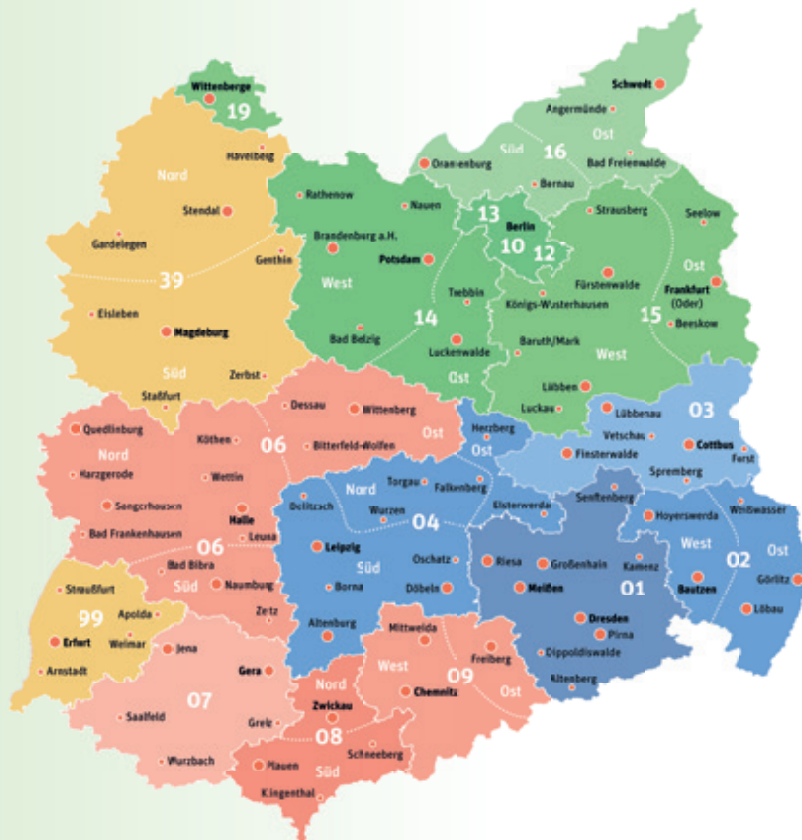 Wittenberge
19
Schwedt
Angermünde
Havelberg
Nord
Süd
16
Ost
Bad Freienwalde
Oranienburg
Bernau
Rathenow
Nauen
Stendal
13
Strausberg
Seelow
Berlin
10
12
Gardelegen
Brandenburg a.H.
Genthin
Potsdam
Ost
39
West
Fürstenwalde
Frankfurt
(Oder)
Trebbin
Königs-Wusterhausen
Eisleben
14
15
Beeskow
Magdeburg
Bad Belzig
Luckenwalde
Baruth/Mark
West
Süd
Zerbst
Ost
Lübben
Staßfurt
Dessau
Wittenberg
Luckau
Lübbenau
03
Quedlinburg
Köthen
06
Ost
Herzberg
Vetschau
Cottbus
Nord
Bitterfeld-Wolfen
Ost
Finsterwalde
Forst
Harzgerode
Wettin
Nord
Torgau
Falkenberg
Spremberg
Senftenberg
Delitzsch
Sangerhausen
Wurzen
04
Elsterwerda
Hoyerswerda
Weißwasser
Halle
Leuna
Bad Frankenhausen
06
Leipzig
West
02
Ost
Bad Bibra
Süd
Oschatz
Riesa
Großenhain
Kamenz
Görlitz
Süd
Naumburg
Borna
Döbeln
Meißen
01
Bautzen
Straußfurt
Löbau
99
Apolda
Zeitz
Altenburg
Dresden
Erfurt
Weimar
Jena
Mittweida
Pirna
Freiberg
Dippoldiswalde
Arnstadt
Gera
Nord
West
09
Altenberg
Zwickau
Chemnitz
Ost
07
Saalfeld
Greiz
08
Schneeberg
Wurzbach
Plauen
Süd
Klingenthal